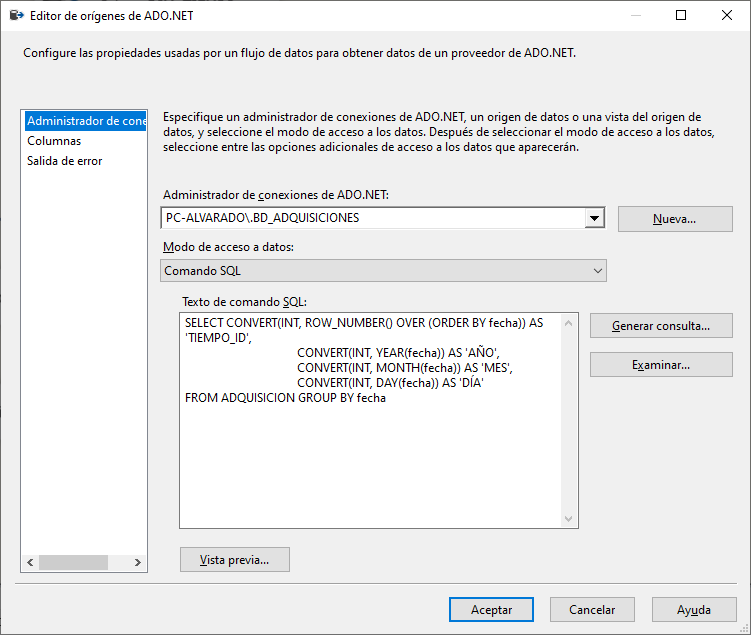 Editor de orígenes de ADO.NET
Configure las propiedades usadas por un flujo de datos para obtener datos de un proveedor de ADO.NET.
Administrador de cone
Columnas
Salida de error
Especifique un administrador de conexiones de ADO.NET, un origen de datos o una vista del origen de
datos, y seleccione el modo de acceso a los datos. Después de seleccionar el modo de acceso a los datos,
seleccione entre las opciones adicionales de acceso a los datos que aparecerán.
Administrador de conexiones de ADO.NET:
PC-ALVARADO\.BD_ADQUISICIONES
Nueva...
Modo de acceso a datos:
Comando SQL
Texto de comando SQL:
SELECT CONVERT(INT, ROW_NUMBER() OVER (ORDER BY fecha)) AS
'TIEMPO_ID',
CONVERT(INT, YEAR(fecha)) AS 'AÑO',
CONVERT(INT, MONTH(fecha)) AS 'MES',
CONVERT(INT, DAY(fecha)) AS 'DÍA'
FROM ADQUISICION GROUP BY fecha
Generar consulta...
Examinar...
Vista previa...
Aceptar
Cancelar
Ayuda